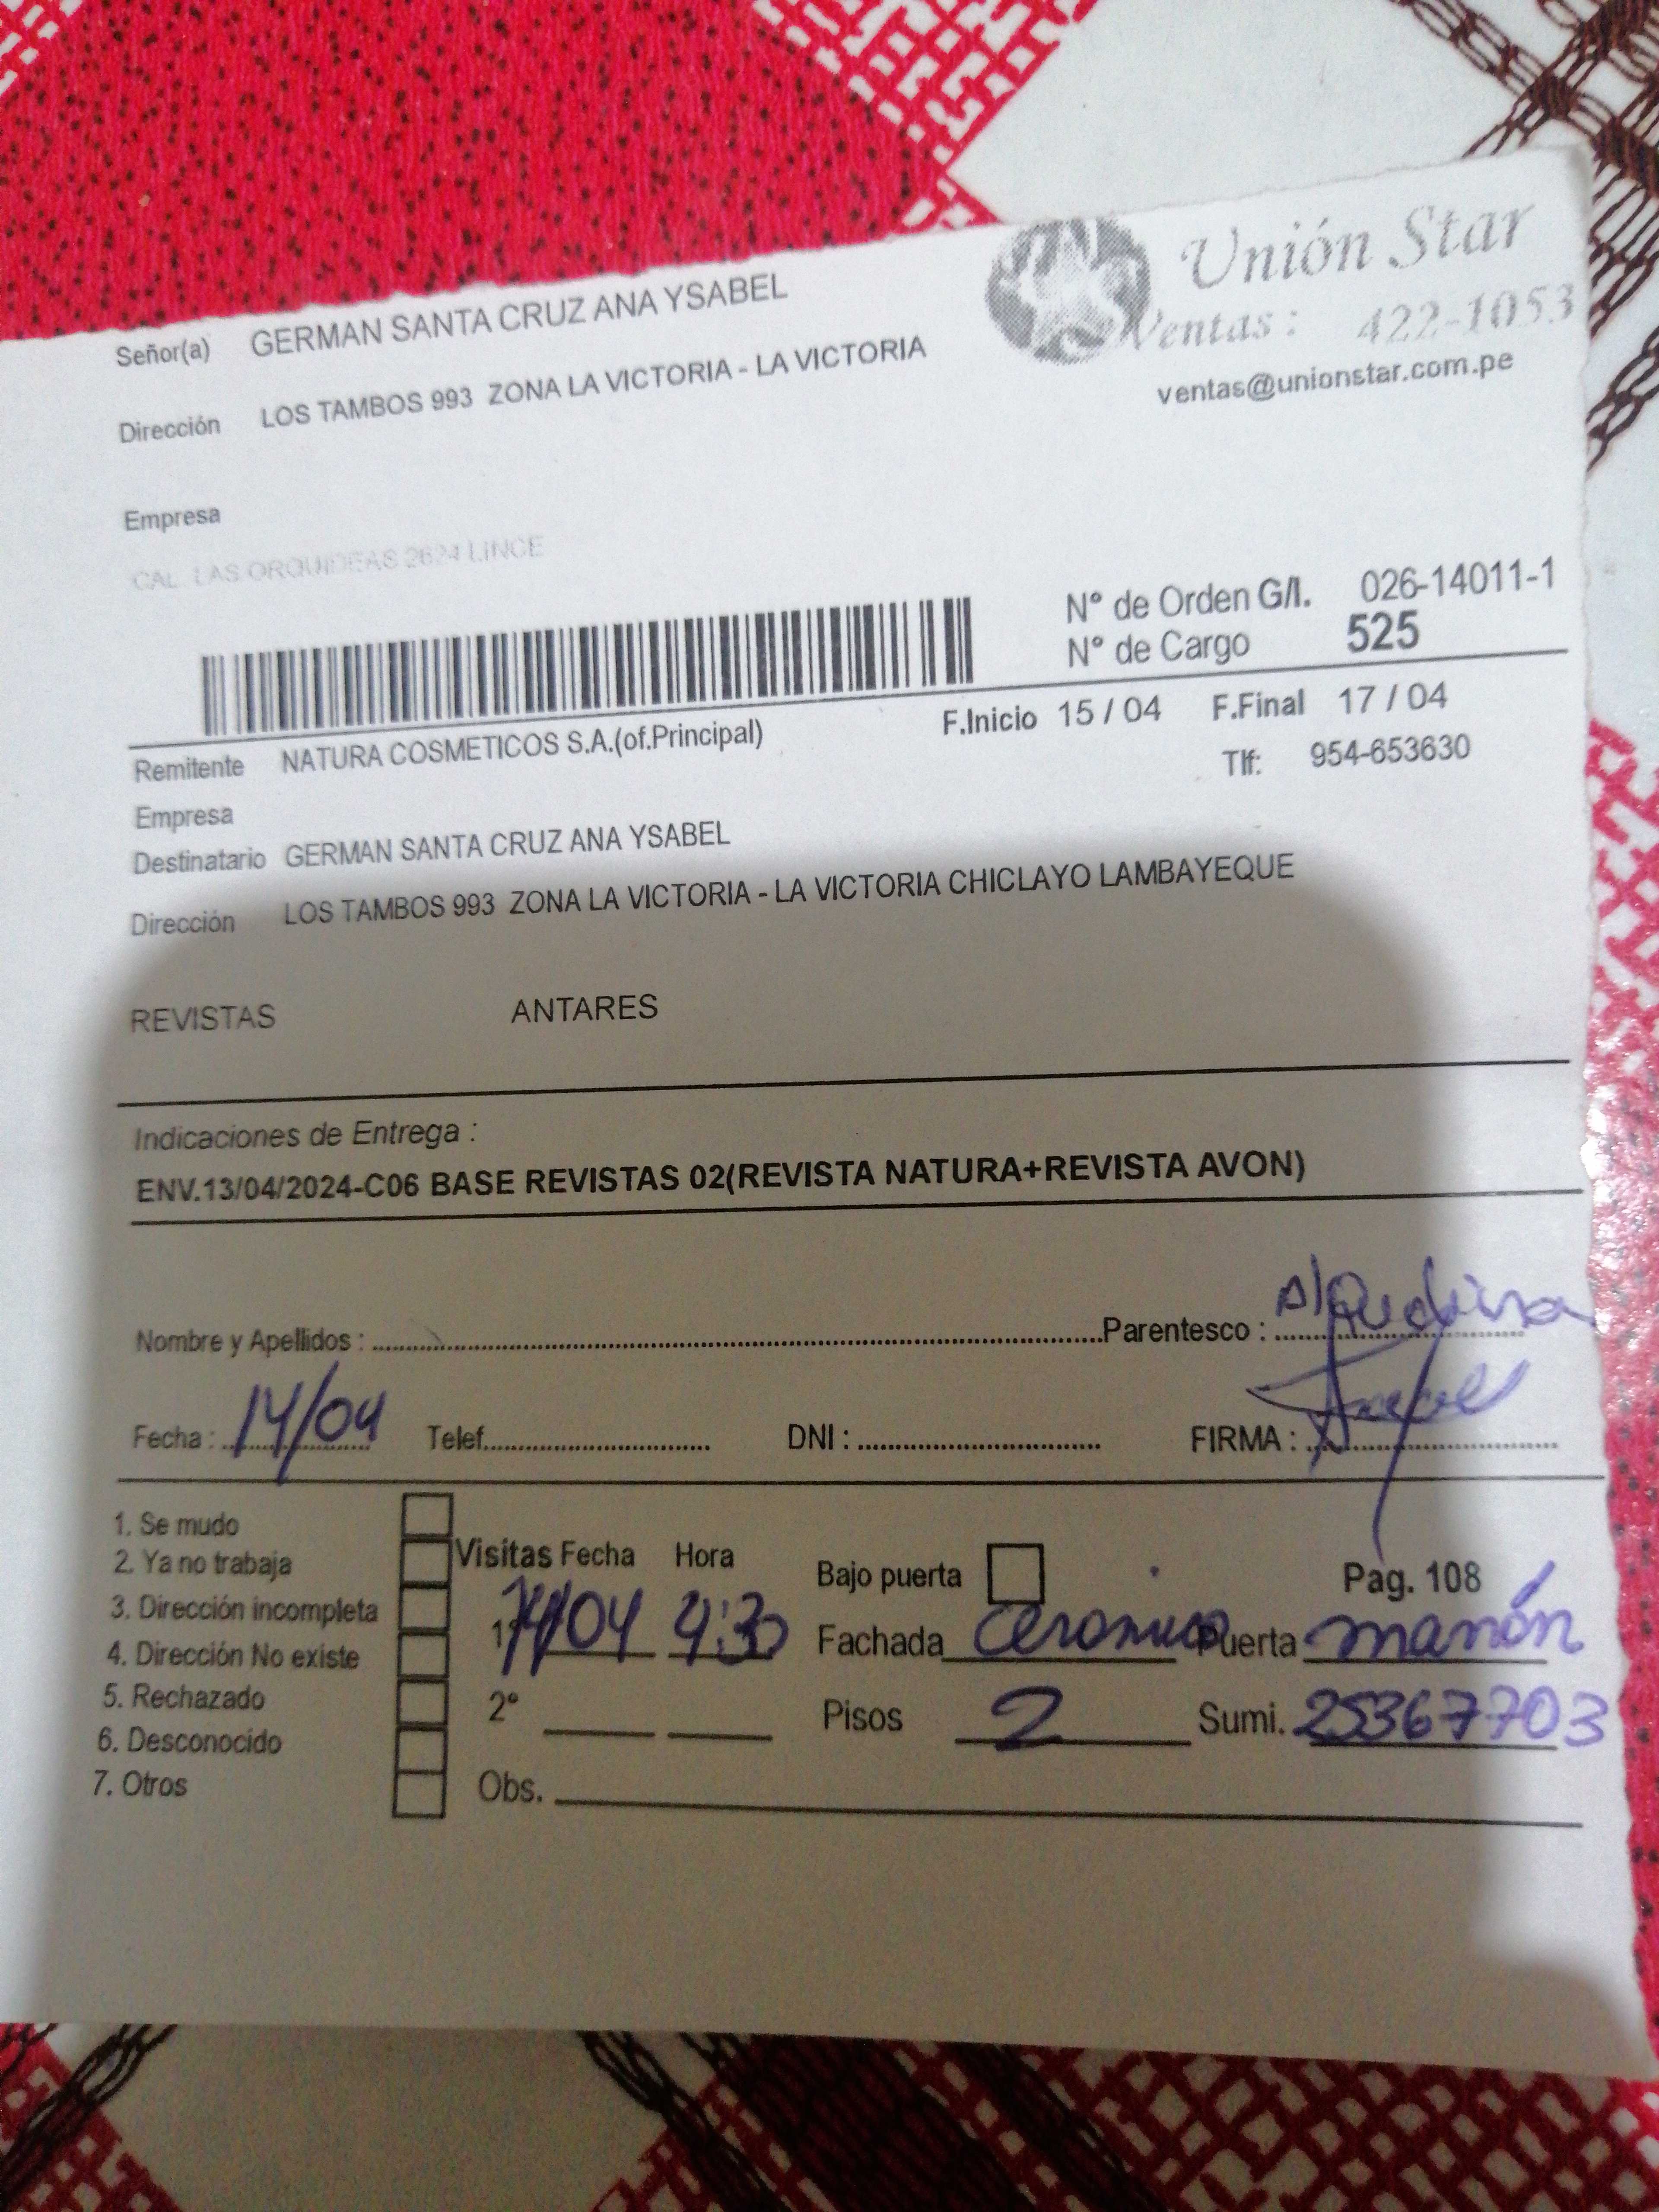 Unión Star
Señor(a) GERMAN SANTA CRUZ ANA YSABEL
Ventas: 422-1053
Dirección LOS TAMBOS 993 ZONA LA VICTORIA - LA VICTORIA
ventas@unionstar.com.pe
Empresa
CAL LAS ORQUIDEAS 2624 LINCE
N° de Orden G/I. 026-14011-1
N° de Cargo 525
F.Inicio 15 / 04 F.Final 17 / 04
Remitente NATURA COSMETICOS S.A.(of.Principal)
Tlf: 954-653630
Empresa
Destinatario GERMAN SANTA CRUZ ANA YSABEL
Dirección LOS TAMBOS 993 ZONA LA VICTORIA - LA VICTORIA CHICLAYO LAMBAYEQUE
REVISTAS ANTARES
Indicaciones de Entrega :
ENV.13/04/2024-C06 BASE REVISTAS 02(REVISTA NATURA+REVISTA AVON)
Nombre y Apellidos : Parentesco :
Fecha : 14/04 Telef. DNI : FIRMA :
1. Se mudo
2. Ya no trabaja Visitas Fecha Hora Bajo puerta Pag. 108
3. Dirección incompleta 14/04 9:30 Fachada Puerta marrón
4. Dirección No existe
5. Rechazado 2° Pisos 2 Sumi. 25367703
6. Desconocido
7. Otros Obs.